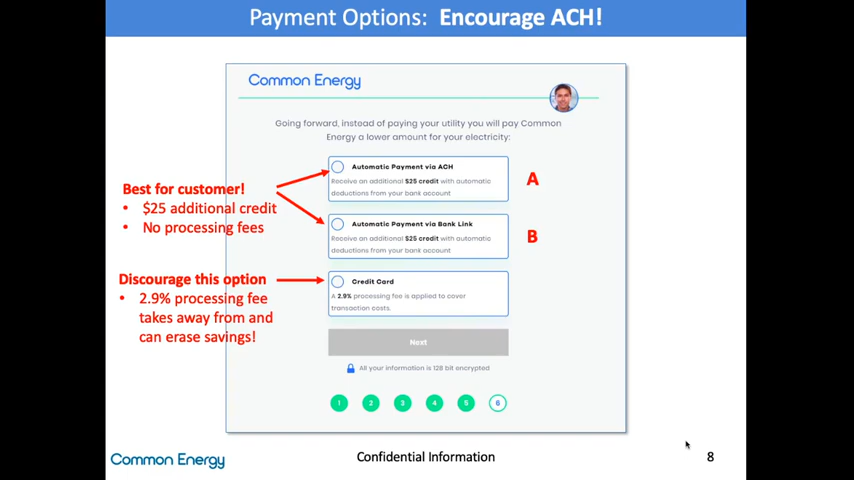 Payment Options: Encourage ACH!
Common Energy
Going forward, instead of paying your utility you will pay Common
Energy a lower amount for your electricity:
Automatic Payment via ACH
Receive an additional $25 credit with automatic
deductions from your bank account
A
Best for customer!
• $25 additional credit
• No processing fees
Automatic Payment via Bank Link
Receive an additional $25 credit with automatic
deductions from your bank account
B
Discourage this option
• 2.9% processing fee
takes away from and
can erase savings!
Credit Card
A 2.9% processing fee is applied to cover
transaction costs.
Next
All your information is 128 bit encrypted
1 2 3 4 5 6
Common Energy
Confidential Information
8